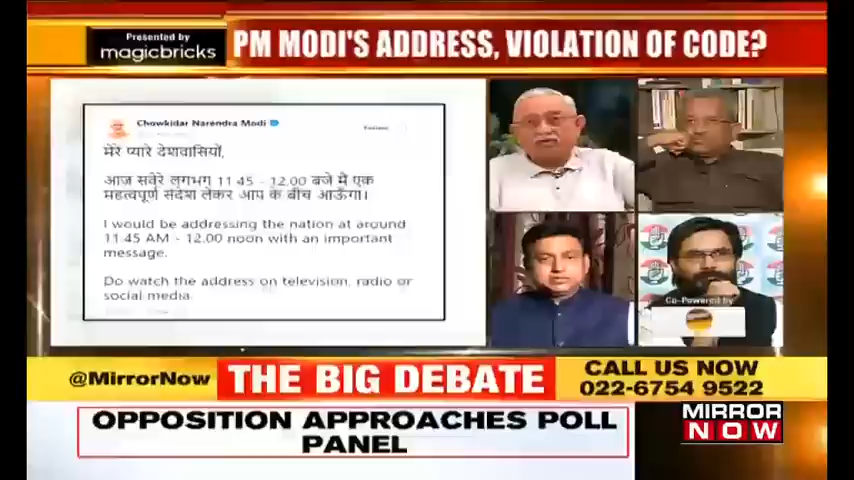 Presented by
magicbricks
PM MODI'S ADDRESS, VIOLATION OF CODE?
Chowkidar Narendra Modi
मेरे प्यारे देशवासियों,
आज सवेरे लगभग 11.45 - 12.00 बजे मैं एक
महत्वपूर्ण संदेश लेकर आप के बीच आऊँगा।
I would be addressing the nation at around
11.45 AM - 12.00 noon with an important
message.
Do watch the address on television, radio or
social media.
Co-Powered by
@MirrorNow
THE BIG DEBATE
CALL US NOW
022-6754 9522
OPPOSITION APPROACHES POLL
PANEL
MIRROR
NOW